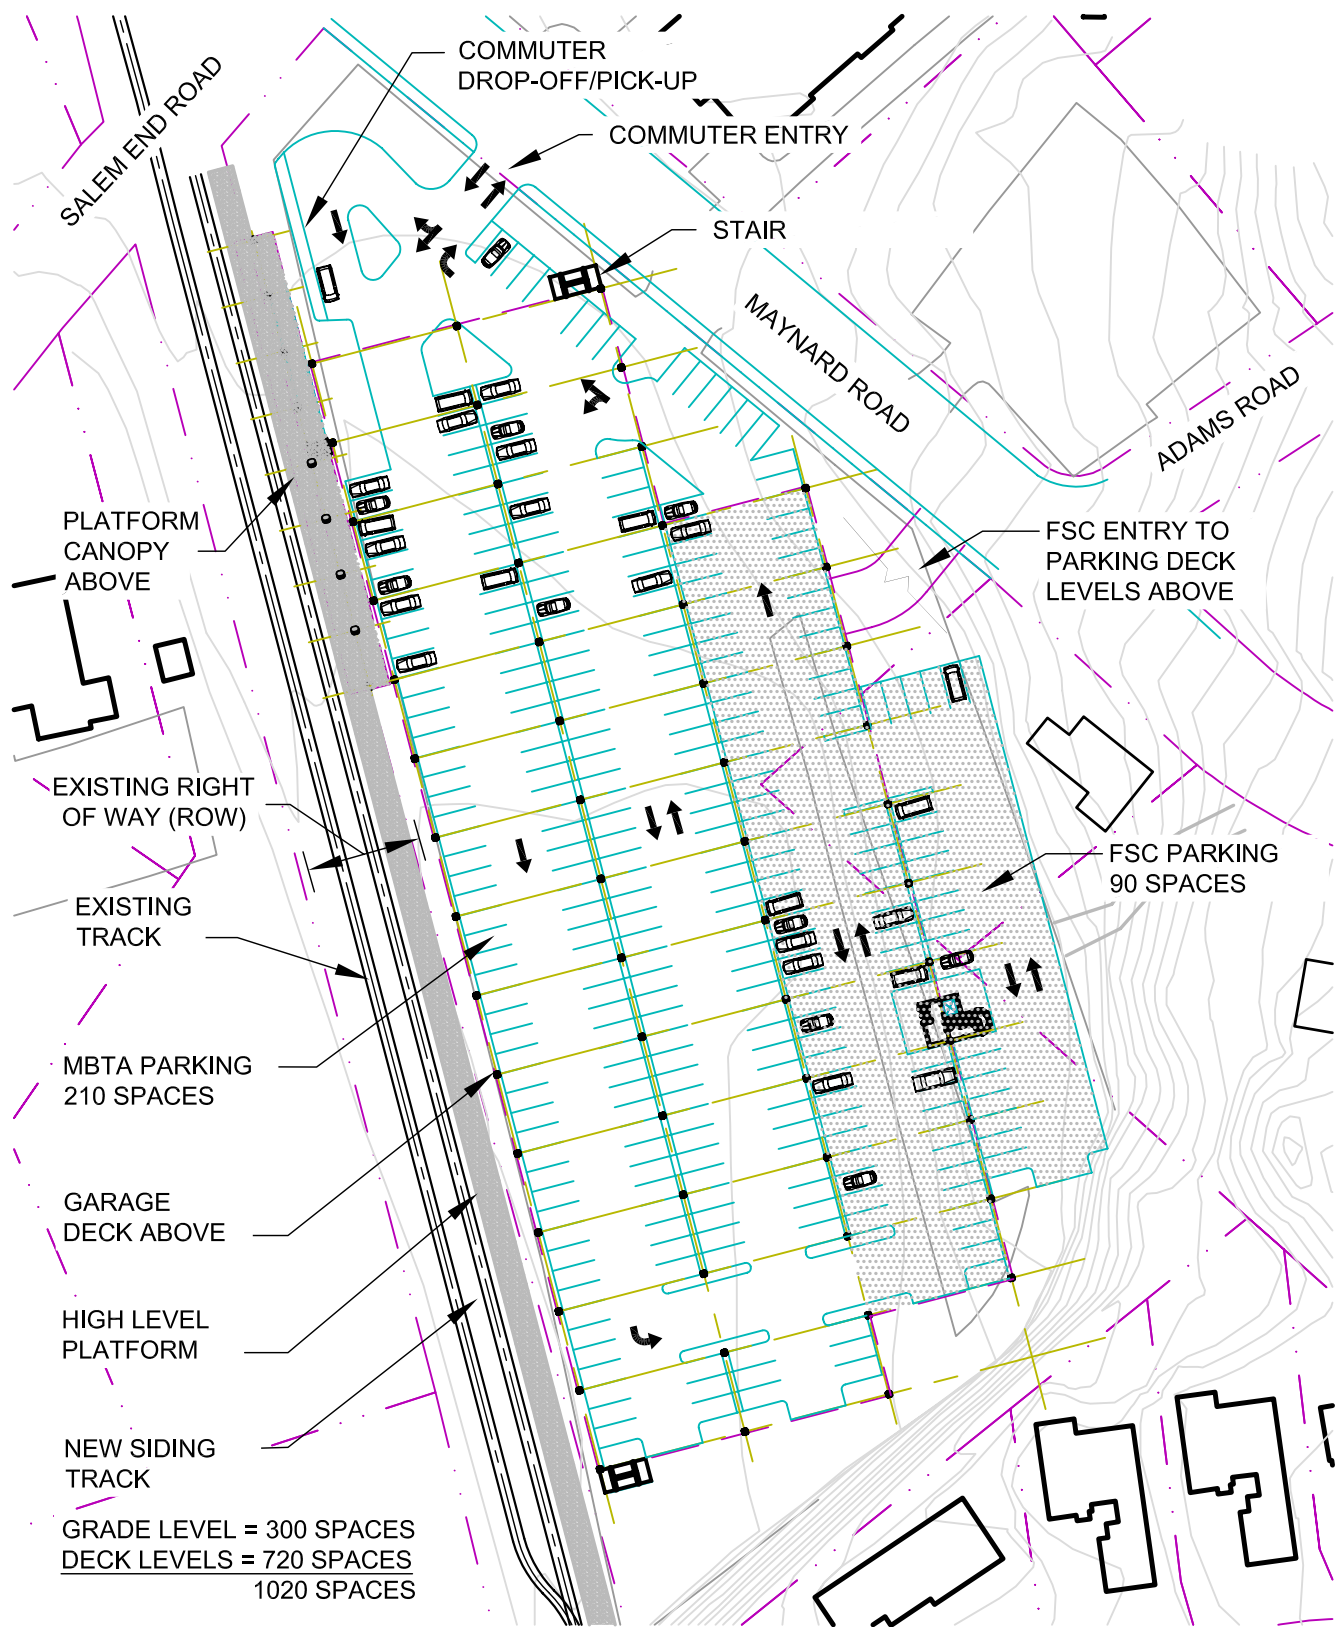 COMMUTER
DROP-OFF/PICK-UP
SALEM END ROAD
COMMUTER ENTRY
STAIR
MAYNARD ROAD
ADAMS ROAD
PLATFORM
CANOPY
ABOVE
FSC ENTRY TO
PARKING DECK
LEVELS ABOVE
EXISTING RIGHT
OF WAY (ROW)
FSC PARKING
90 SPACES
EXISTING
TRACK
MBTA PARKING
210 SPACES
GARAGE
DECK ABOVE
HIGH LEVEL
PLATFORM
NEW SIDING
TRACK
GRADE LEVEL = 300 SPACES
DECK LEVELS = 720 SPACES
1020 SPACES